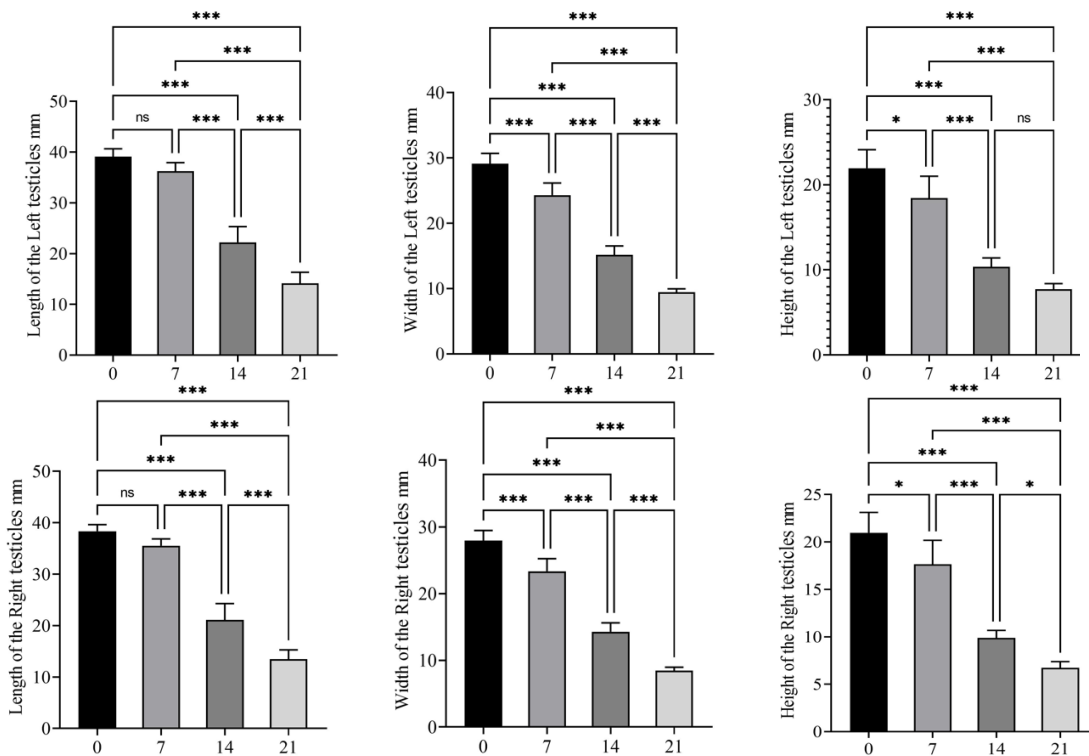 ***
***
***
ns *** ***
Length of the Left testicles mm
50
40
30
20
10
0
0 7 14 21
***
***
***
*** *** ***
Width of the Left testicles mm
40
30
20
10
0
0 7 14 21
***
***
***
* *** ns
Height of the Left testicles mm
30
20
10
0
0 7 14 21
***
***
***
ns *** ***
Length of the Right testicles mm
50
40
30
20
10
0
0 7 14 21
***
***
***
*** *** ***
Width of the Right testicles mm
40
30
20
10
0
0 7 14 21
***
***
***
* *** *
Height of the Right testicles mm
25
20
15
10
5
0
0 7 14 21